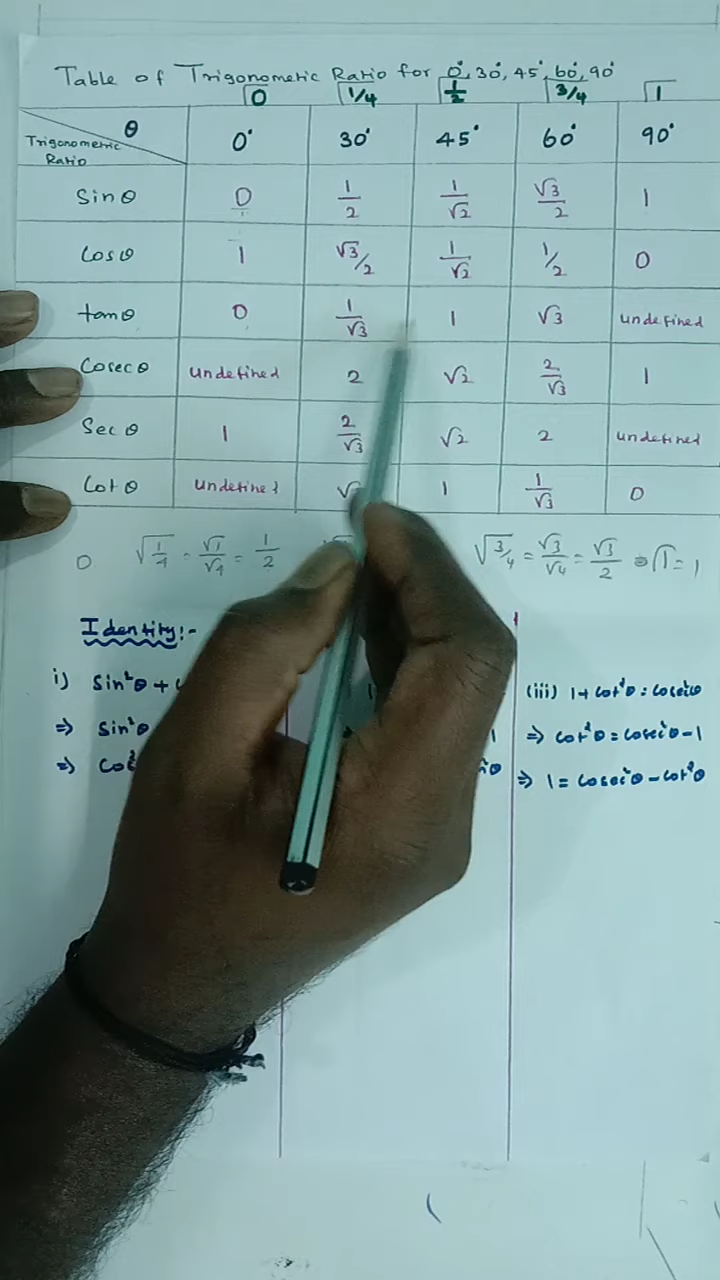 Table of Trigonometric Ratio for 0°, 30°, 45°, 60°, 90°
√0 √1/4 √1/2 √3/4 √1
θ
Trigonometric Ratio 0° 30° 45° 60° 90°
Sinθ 0 1/2 1/√2 √3/2 1
Cosθ 1 √3/2 1/√2 1/2 0
tanθ 0 1/√3 1 √3 undefined
Cosecθ undefined 2 √2 2/√3 1
Secθ 1 2/√3 √2 2 undefined
Cotθ undefined 1 1/√3 0
0 √1/4 = √1/√4 = 1/2 √3/4 = √3/√4 = √3/2 √1 = 1
Identity:-
i) Sin²θ +
⇒ Sin²θ
⇒
(iii) 1 + Cot²θ = Cosec²θ
1 ⇒ Cot²θ = Cosec²θ - 1
⇒ 1 = Cosec²θ - Cot²θ